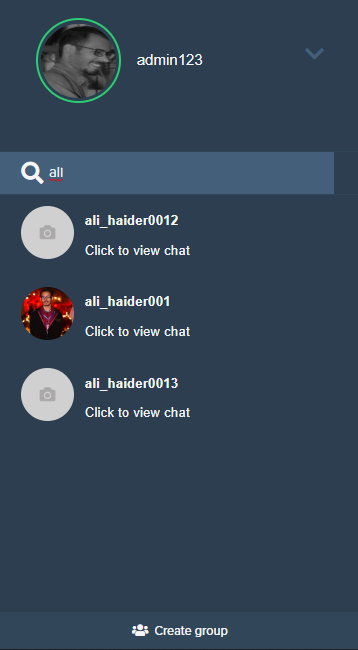 admin123
all
ali_haider0012
Click to view chat
ali_haider001
Click to view chat
ali_haider0013
Click to view chat
Create group